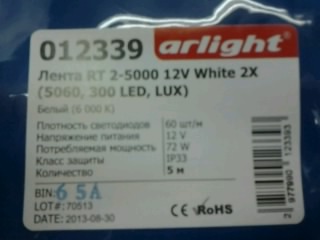 012339 arlight®
Лента RT 2-5000 12V White 2X
(5060, 300 LED, LUX)
Белый (6 000 K)
Плотность светодиодов 60 шт/м
Напряжение питания 12 V
Потребляемая мощность 72 W
Класс защиты IP33
Количество 5 м
BIN: 6 5A
LOT#: 70513
DATE: 2013-08-30
CE RoHS